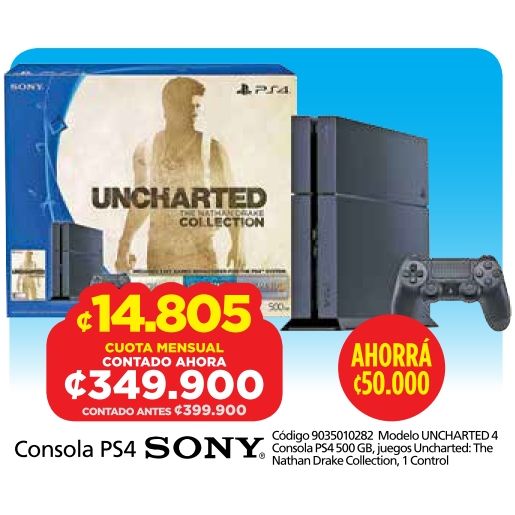 SONY
PS4
UNCHARTED
THE NATHAN DRAKE
COLLECTION
500
¢14.805
CUOTA MENSUAL
CONTADO AHORA
¢349.900
CONTADO ANTES ¢399.900
AHORRÁ
¢50.000
Consola PS4 SONY®
Código 9035010282 Modelo UNCHARTED 4
Consola PS4 500 GB, juegos Uncharted: The
Nathan Drake Collection, 1 Control